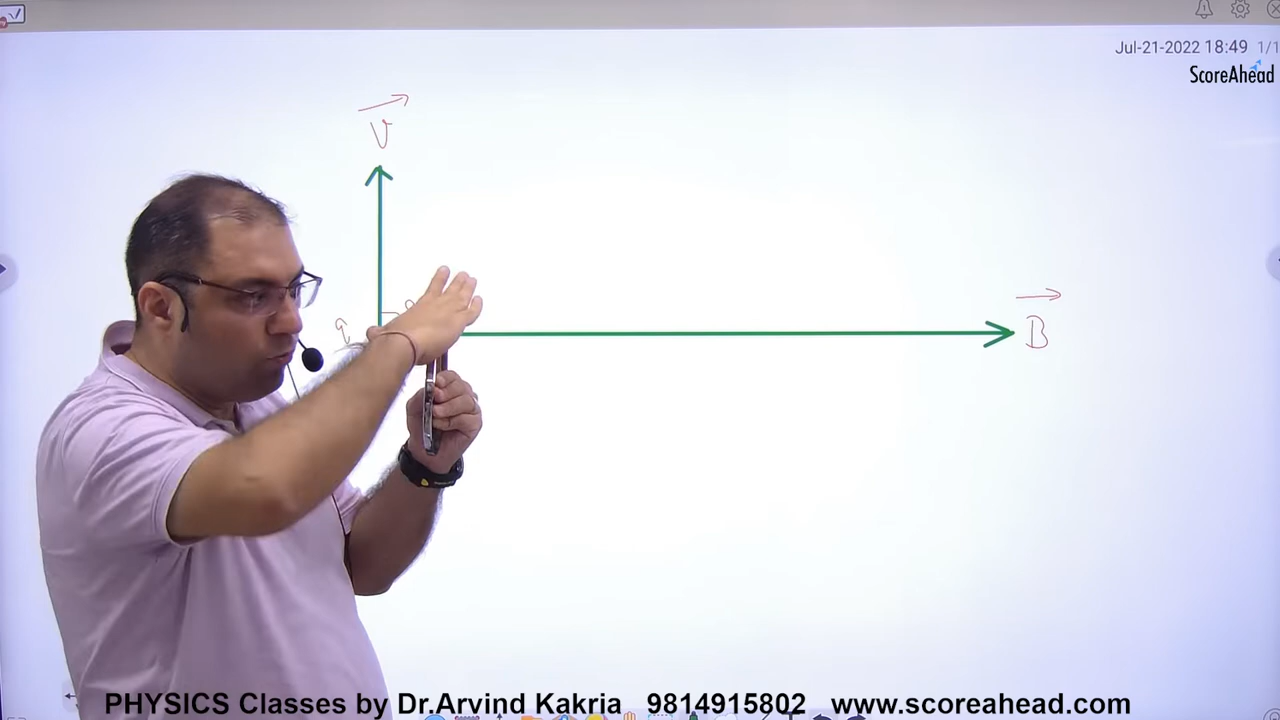 Jul-21-2022 18:49 1/1
ScoreAhead
V
q
B
PHYSICS Classes by Dr.Arvind Kakria 9814915802 www.scoreahead.com